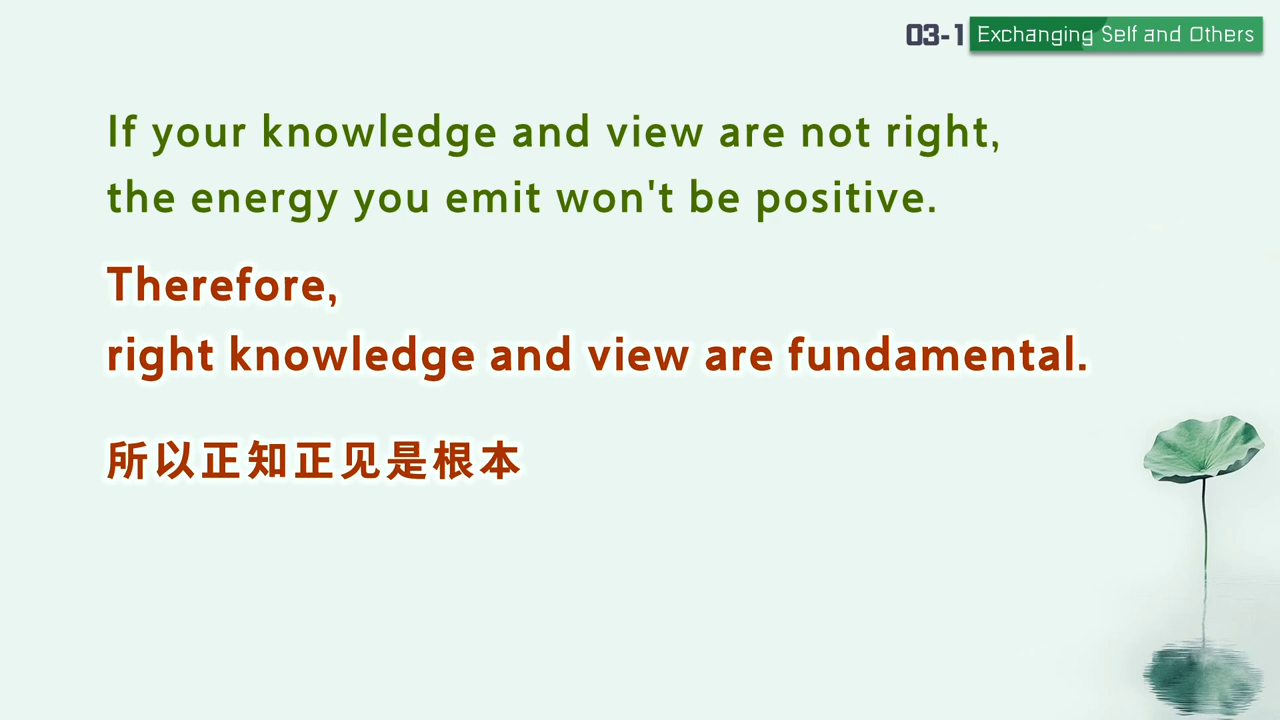 03-1 Exchanging Self and Others
If your knowledge and view are not right,
the energy you emit won't be positive.
Therefore,
right knowledge and view are fundamental.
所以正知正见是根本